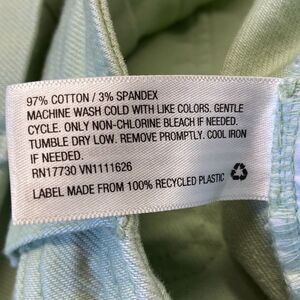 97% COTTON / 3% SPANDEX
MACHINE WASH COLD WITH LIKE COLORS. GENTLE
CYCLE. ONLY NON-CHLORINE BLEACH IF NEEDED.
TUMBLE DRY LOW. REMOVE PROMPTLY. COOL IRON
IF NEEDED.
RN17730 VN1111626
LABEL MADE FROM 100% RECYCLED PLASTIC